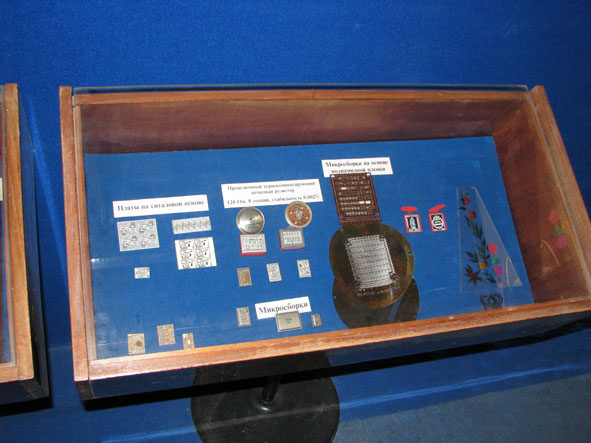 Микросборки на основе
полиимидной пленки
Прецизионный термокомпенсирующий
печатный резистор
120 Ом, 8 секций, стабильность 0,002%
Платы на ситалловой основе
Микросборки